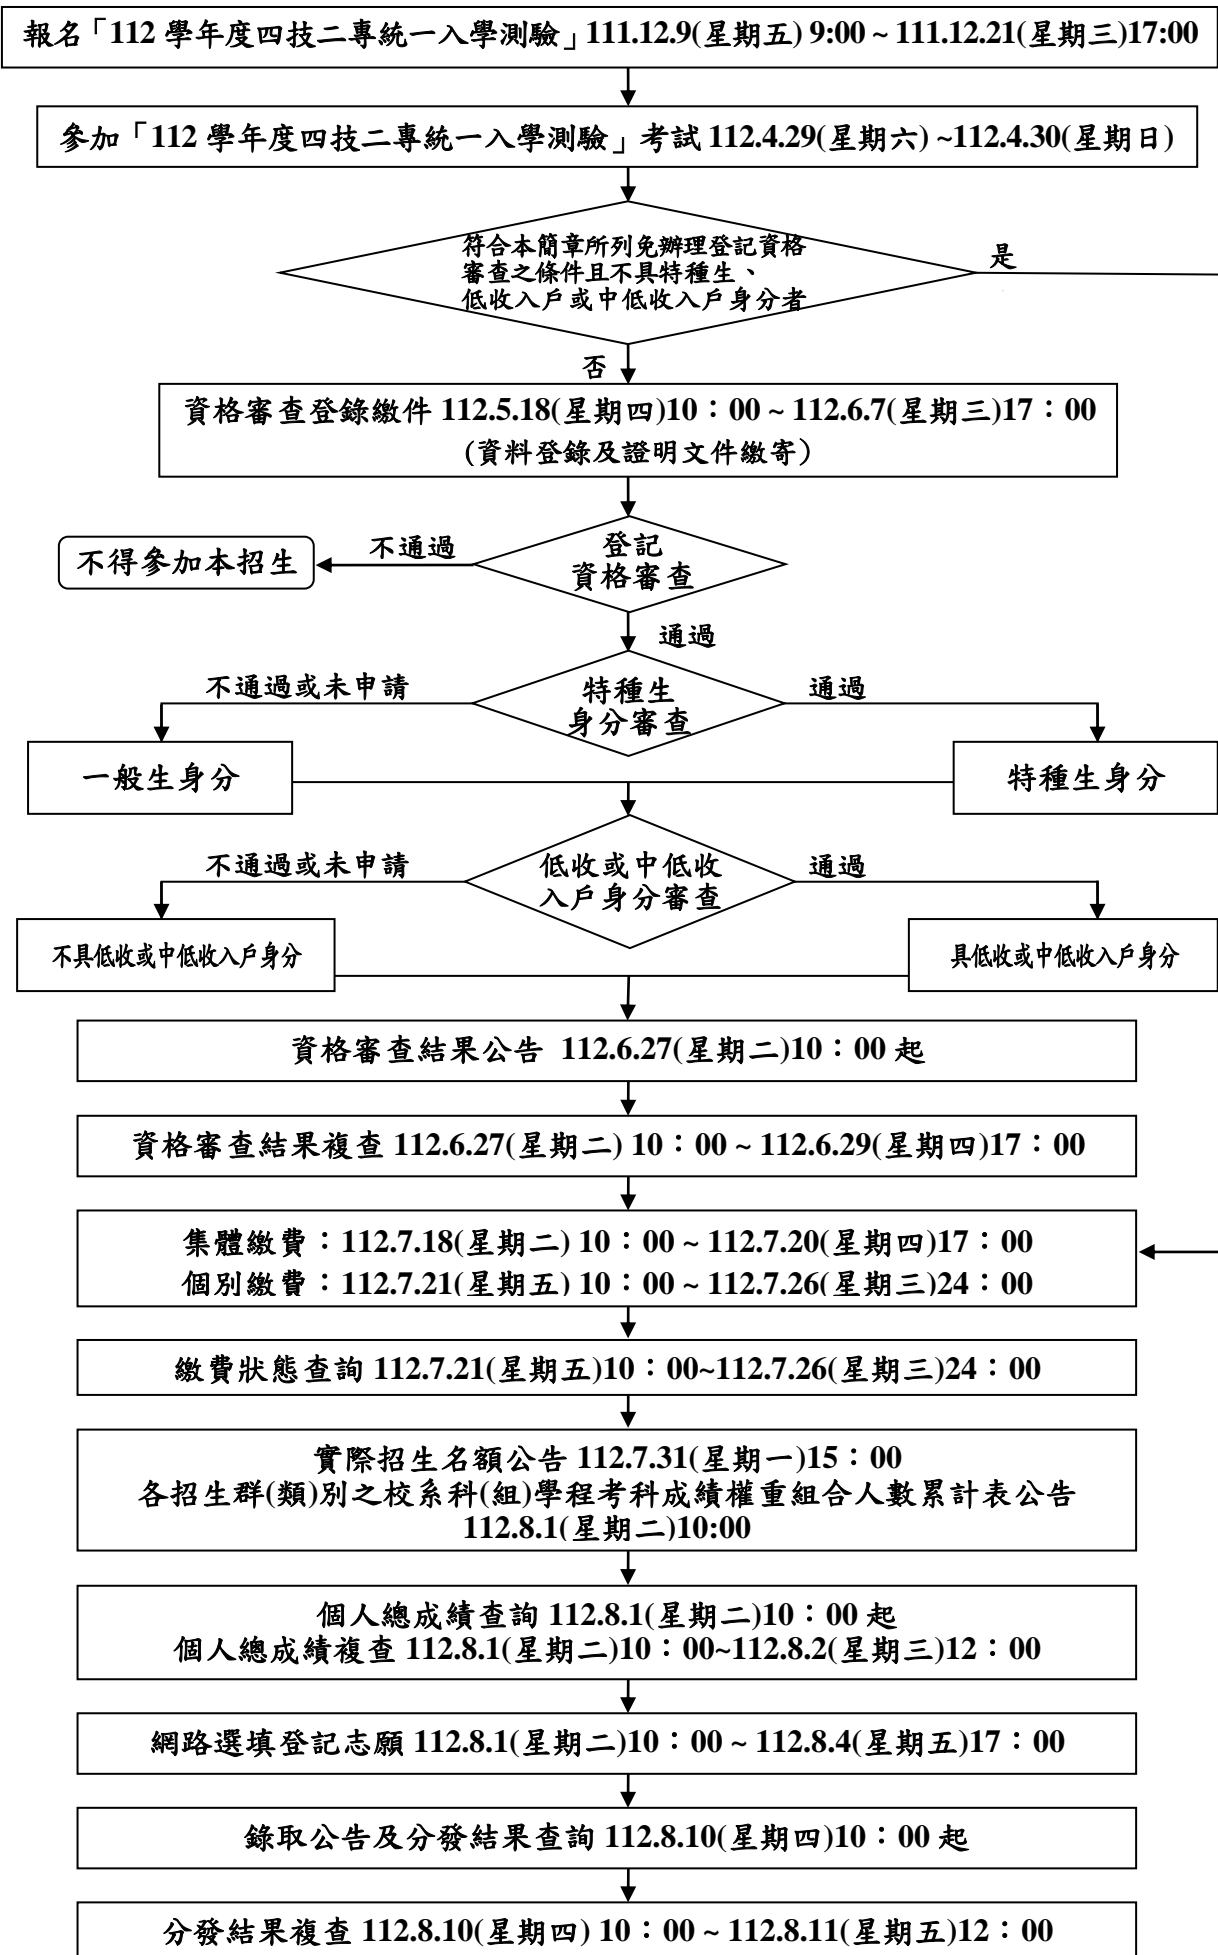 報名「112 學年度四技二專統一入學測驗」111.12.9(星期五) 9:00 ~ 111.12.21(星期三)17:00
參加「112 學年度四技二專統一入學測驗」考試 112.4.29(星期六) ~112.4.30(星期日)
符合本簡章所列免辦理登記資格
審查之條件且不具特種生、
低收入戶或中低收入戶身分者
是
否
資格審查登錄繳件 112.5.18(星期四)10：00 ~ 112.6.7(星期三)17：00
(資料登錄及證明文件繳寄)
登記
資格審查
不通過
不得參加本招生
通過
特種生
身分審查
不通過或未申請
通過
一般生身分
特種生身分
低收或中低收
入戶身分審查
不通過或未申請
通過
不具低收或中低收入戶身分
具低收或中低收入戶身分
資格審查結果公告 112.6.27(星期二)10：00 起
資格審查結果複查 112.6.27(星期二) 10：00 ~ 112.6.29(星期四)17：00
集體繳費：112.7.18(星期二) 10：00 ~ 112.7.20(星期四)17：00
個別繳費：112.7.21(星期五) 10：00 ~ 112.7.26(星期三)24：00
繳費狀態查詢 112.7.21(星期五)10：00~112.7.26(星期三)24：00
實際招生名額公告 112.7.31(星期一)15：00
各招生群(類)別之校系科(組)學程考科成績權重組合人數累計表公告
112.8.1(星期二)10:00
個人總成績查詢 112.8.1(星期二)10：00 起
個人總成績複查 112.8.1(星期二)10：00~112.8.2(星期三)12：00
網路選填登記志願 112.8.1(星期二)10：00 ~ 112.8.4(星期五)17：00
錄取公告及分發結果查詢 112.8.10(星期四)10：00 起
分發結果複查 112.8.10(星期四) 10：00 ~ 112.8.11(星期五)12：00